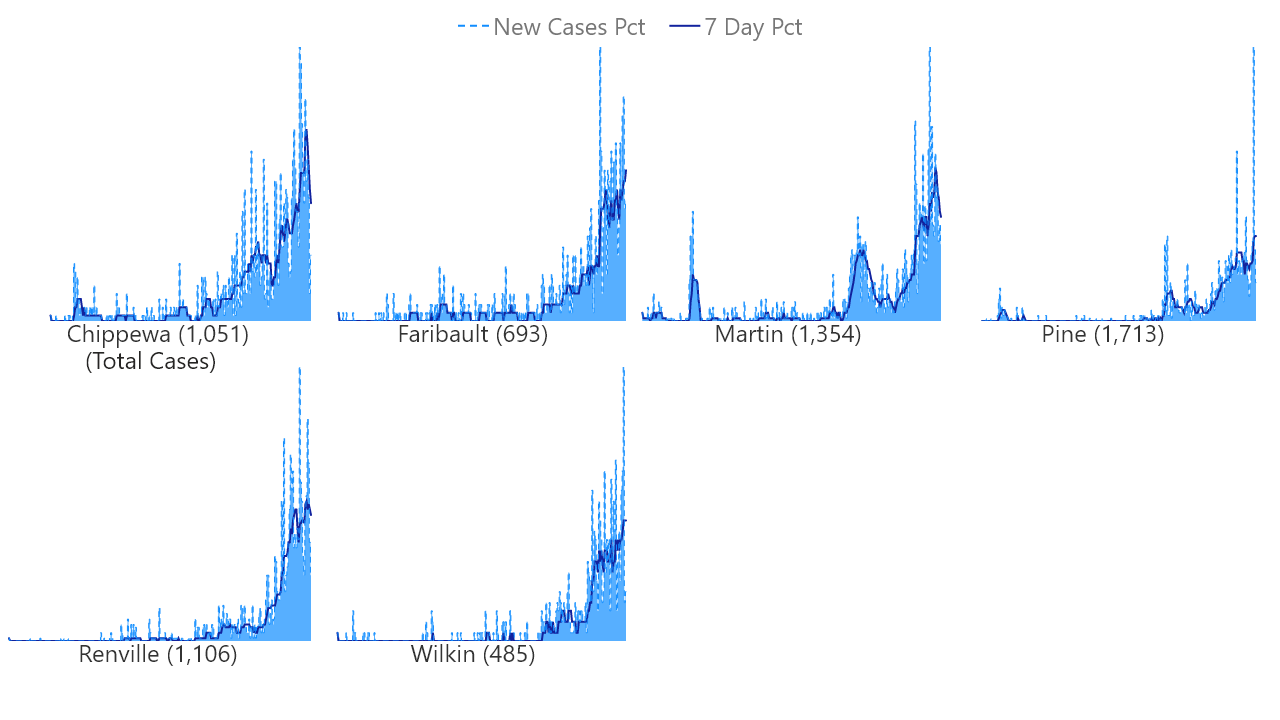 New Cases Pct 7 Day Pct
Chippewa (1,051)
(Total Cases)
Faribault (693)
Martin (1,354)
Pine (1,713)
Renville (1,106)
Wilkin (485)